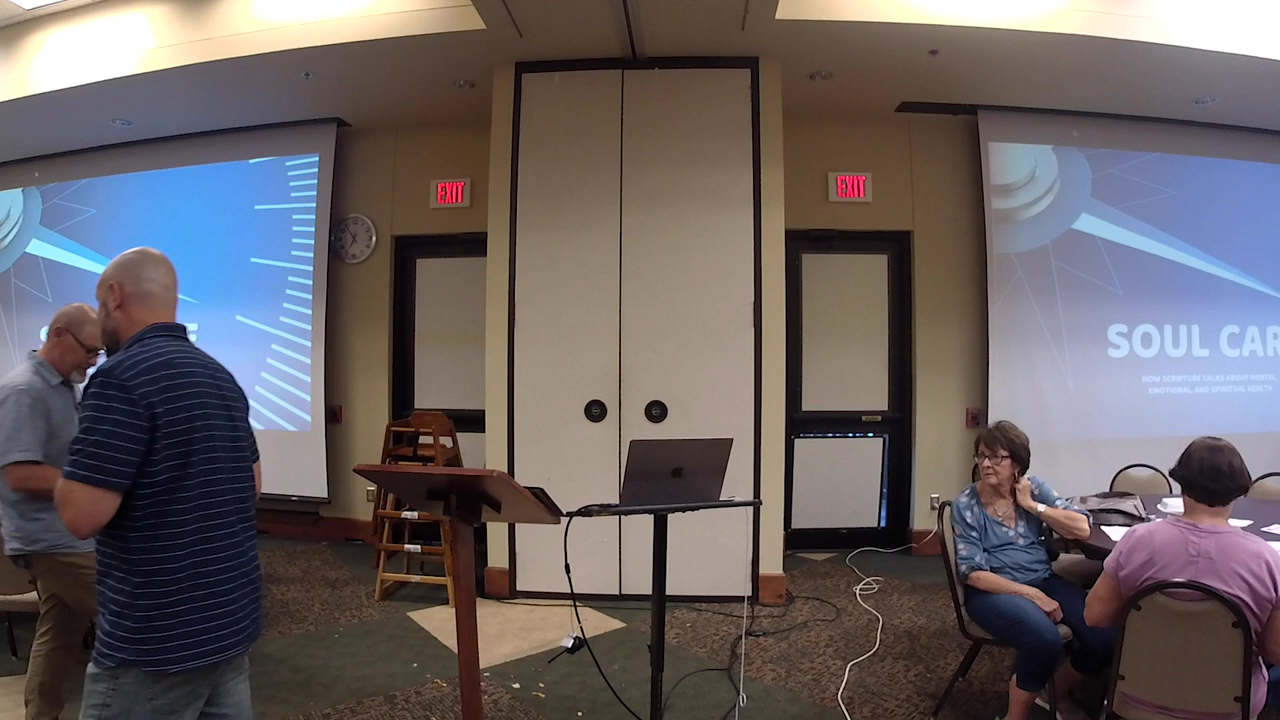 EXIT
EXIT
SOUL CAR
HOW SCRIPTURE TALKS ABOUT MENTAL,
EMOTIONAL, AND SPIRITUAL HEALTH